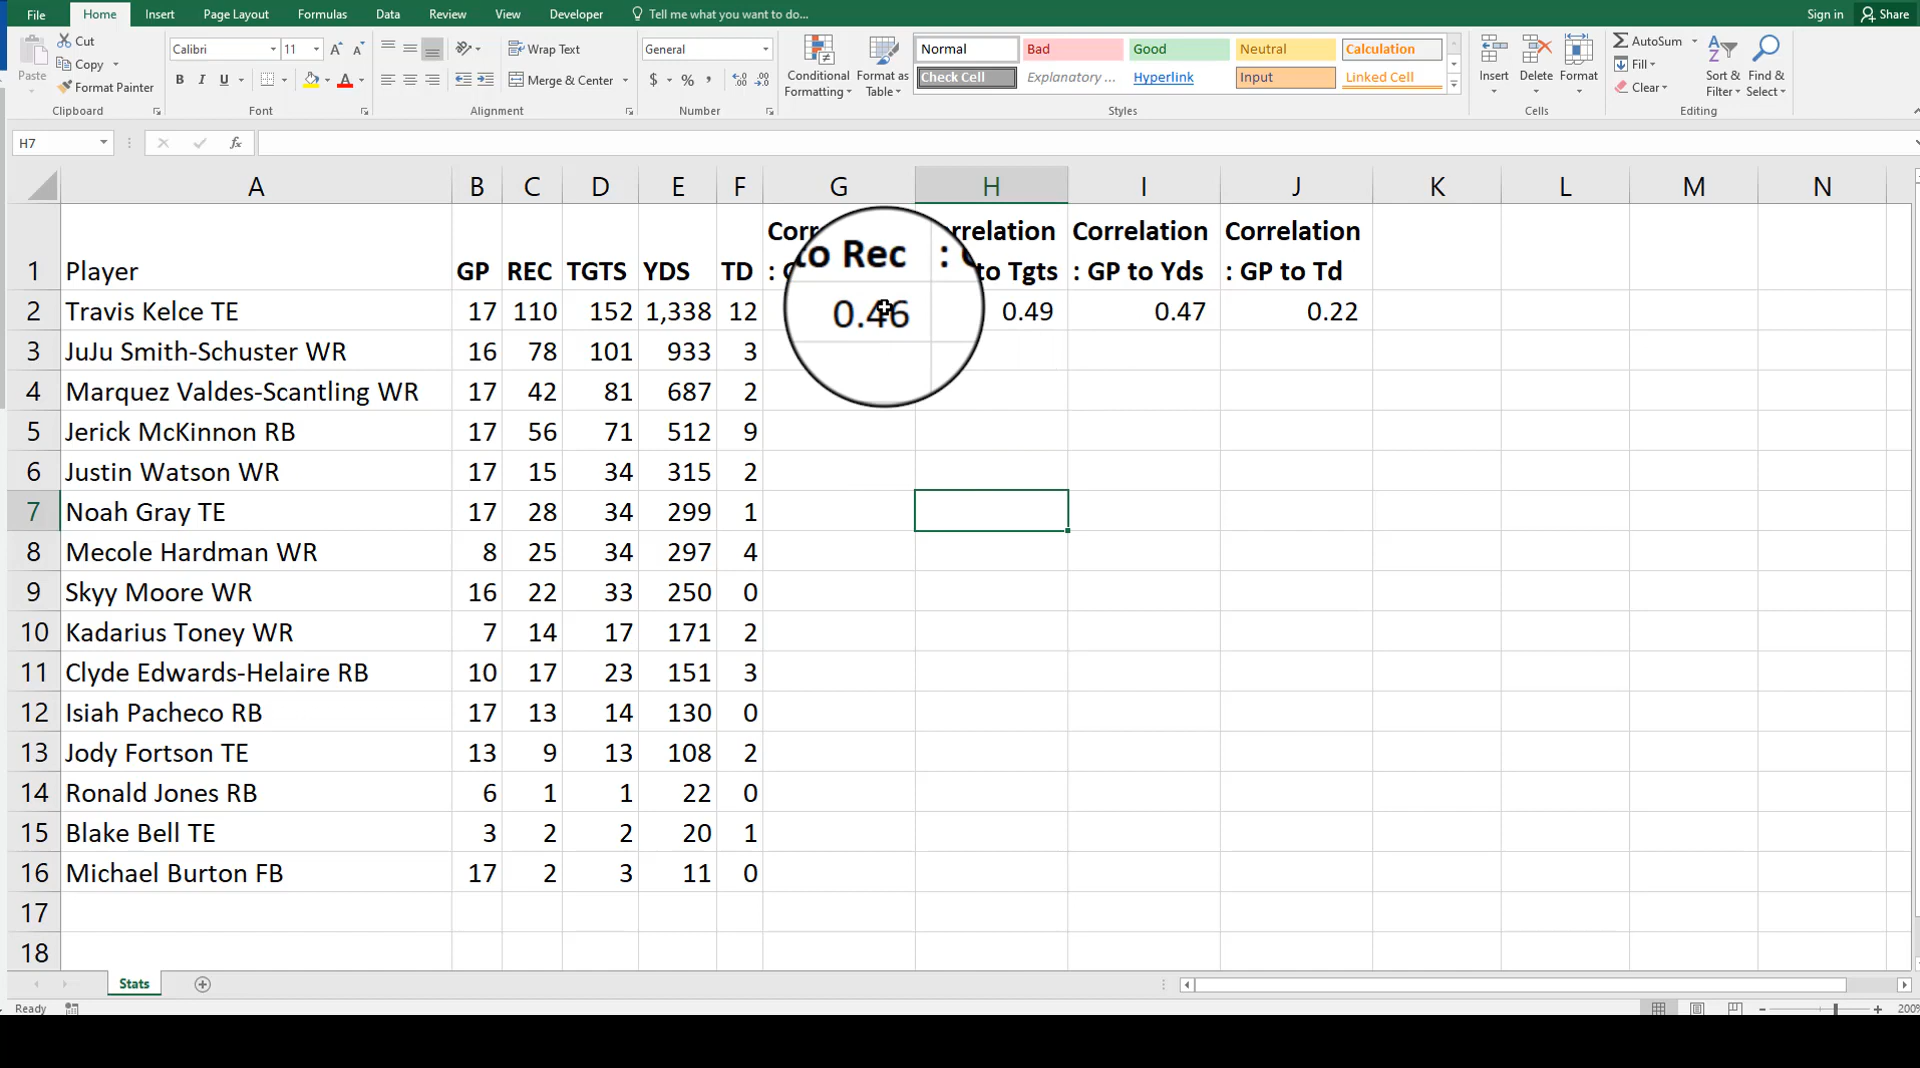 File Home Insert Page Layout Formulas Data Review View Developer Tell me what you want to do... Sign in Share
Paste Cut Copy Format Painter Clipboard
Calibri 11 A A B I U A Font
Wrap Text Merge & Center Alignment
General $ % , Number
Conditional Formatting Format as Table
Normal Bad Good Neutral Calculation
Check Cell Explanatory ... Hyperlink Input Linked Cell
Styles
Insert Delete Format Cells
AutoSum Fill Clear Sort & Filter Find & Select Editing
H7 fx
A B C D E F G H I J K L M N
1 Player GP REC TGTS YDS TD to Rec Correlation : GP to Yds Correlation : GP to Td
2 Travis Kelce TE 17 110 152 1,338 12 0.46 0.49 0.47 0.22
3 JuJu Smith-Schuster WR 16 78 101 933 3
4 Marquez Valdes-Scantling WR 17 42 81 687 2
5 Jerick McKinnon RB 17 56 71 512 9
6 Justin Watson WR 17 15 34 315 2
7 Noah Gray TE 17 28 34 299 1
8 Mecole Hardman WR 8 25 34 297 4
9 Skyy Moore WR 16 22 33 250 0
10 Kadarius Toney WR 7 14 17 171 2
11 Clyde Edwards-Helaire RB 10 17 23 151 3
12 Isiah Pacheco RB 17 13 14 130 0
13 Jody Fortson TE 13 9 13 108 2
14 Ronald Jones RB 6 1 1 22 0
15 Blake Bell TE 3 2 2 20 1
16 Michael Burton FB 17 2 3 11 0
17
18
Stats
Ready 200%